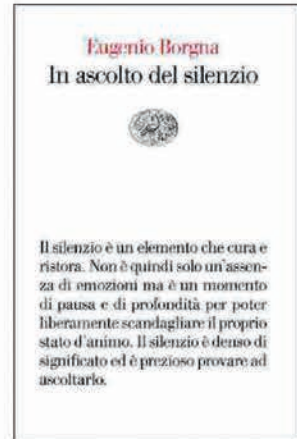 Eugenio Borgna
In ascolto del silenzio
Il silenzio è un elemento che cura e
ristora. Non è quindi solo un'assen-
za di emozioni ma è un momento
di pausa e di profondità per poter
liberamente scandagliare il proprio
stato d'animo. Il silenzio è denso di
significato ed è prezioso provare ad
ascoltarlo.